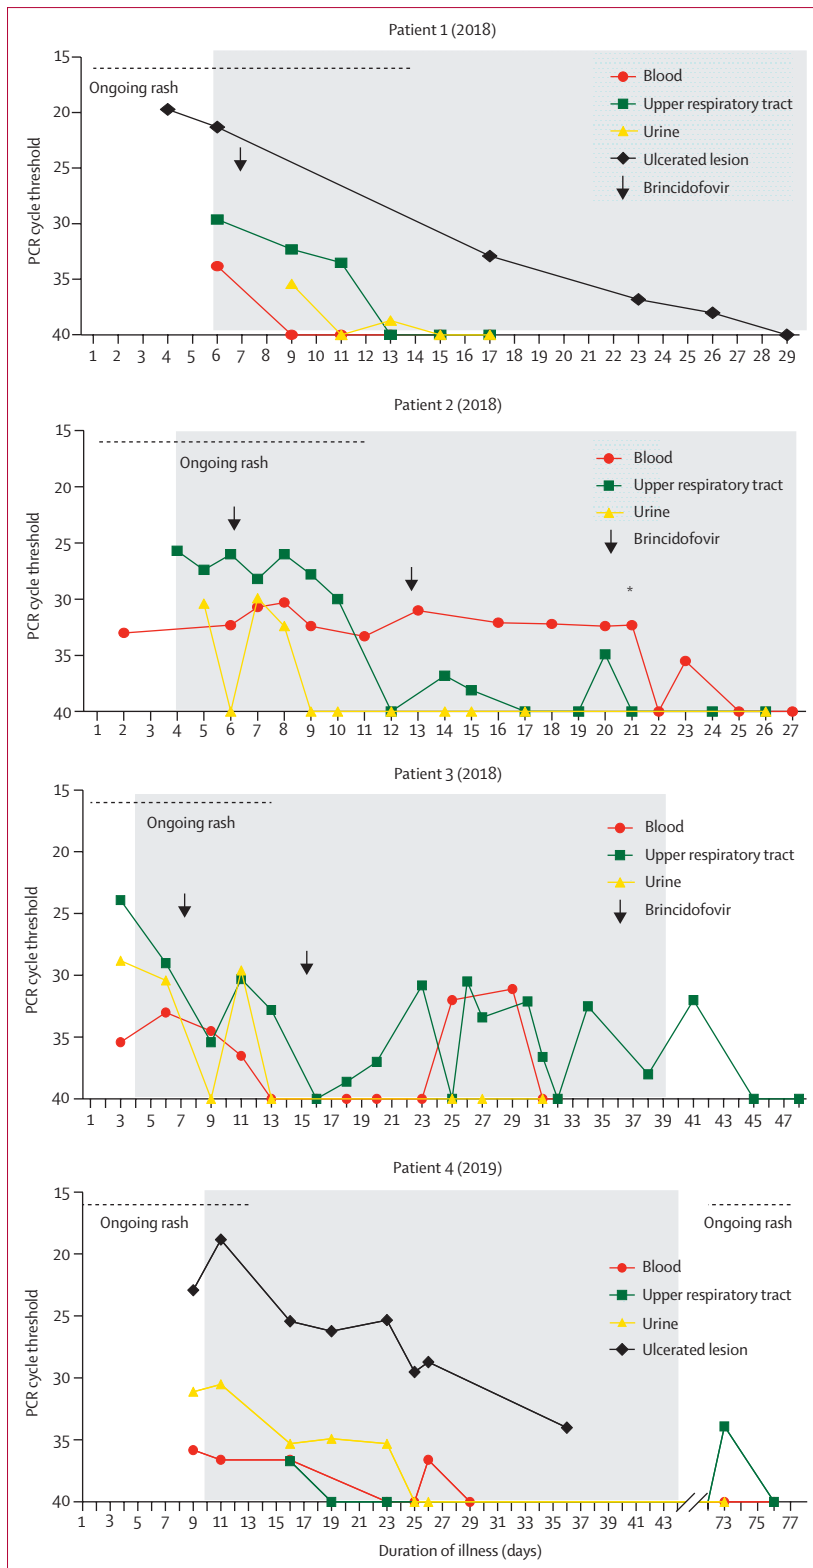 Patient 1 (2018)
15
20
25
30
35
40
PCR cycle threshold
Ongoing rash
Blood
Upper respiratory tract
Urine
Ulcerated lesion
Brincidofovir
1 2 3 4 5 6 7 8 9 10 11 12 13 14 15 16 17 18 19 20 21 22 23 24 25 26 27 28 29
Patient 2 (2018)
15
20
25
30
35
40
PCR cycle threshold
Ongoing rash
Blood
Upper respiratory tract
Urine
Brincidofovir
*
1 2 3 4 5 6 7 8 9 10 11 12 13 14 15 16 17 18 19 20 21 22 23 24 25 26 27
Patient 3 (2018)
15
20
25
30
35
40
PCR cycle threshold
Ongoing rash
Blood
Upper respiratory tract
Urine
Brincidofovir
1 3 5 7 9 11 13 15 17 19 21 23 25 27 29 31 33 35 37 39 41 43 45 47
Patient 4 (2019)
15
20
25
30
35
40
PCR cycle threshold
Ongoing rash
Ongoing rash
Blood
Upper respiratory tract
Urine
Ulcerated lesion
1 3 5 7 9 11 13 15 17 19 21 23 25 27 29 31 33 35 37 39 41 43 73 75 77
Duration of illness (days)